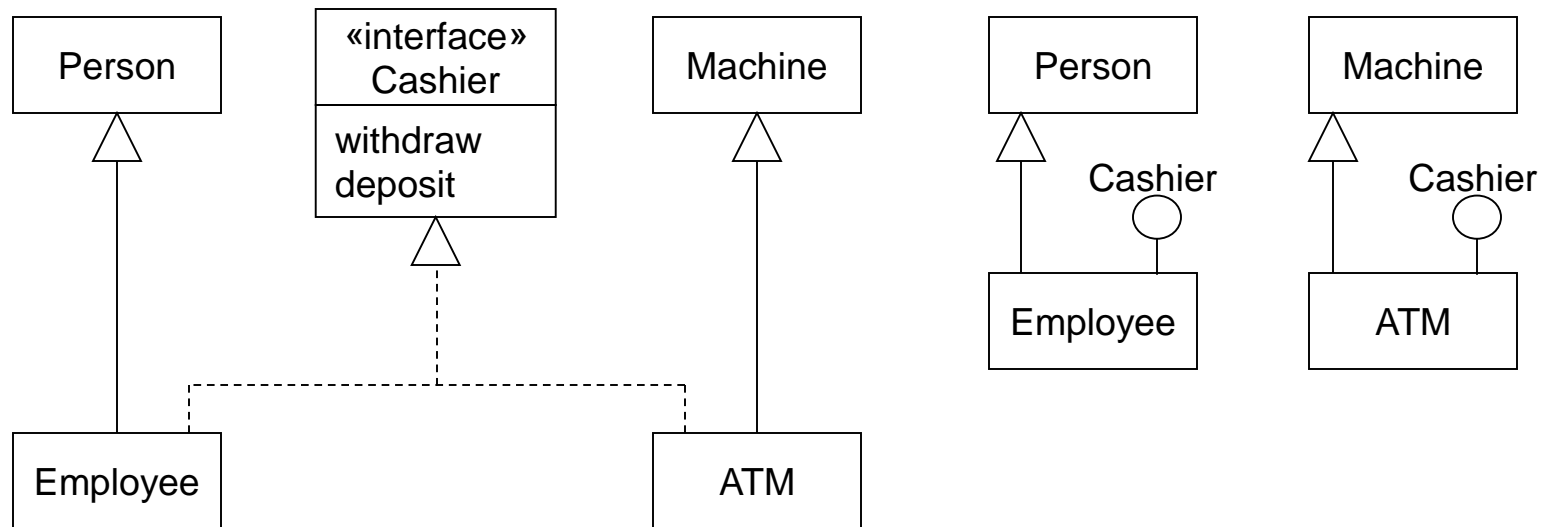 Person
«interface»
Cashier
withdraw
deposit
Machine
Employee
ATM
Person
Machine
Cashier
Cashier
Employee
ATM